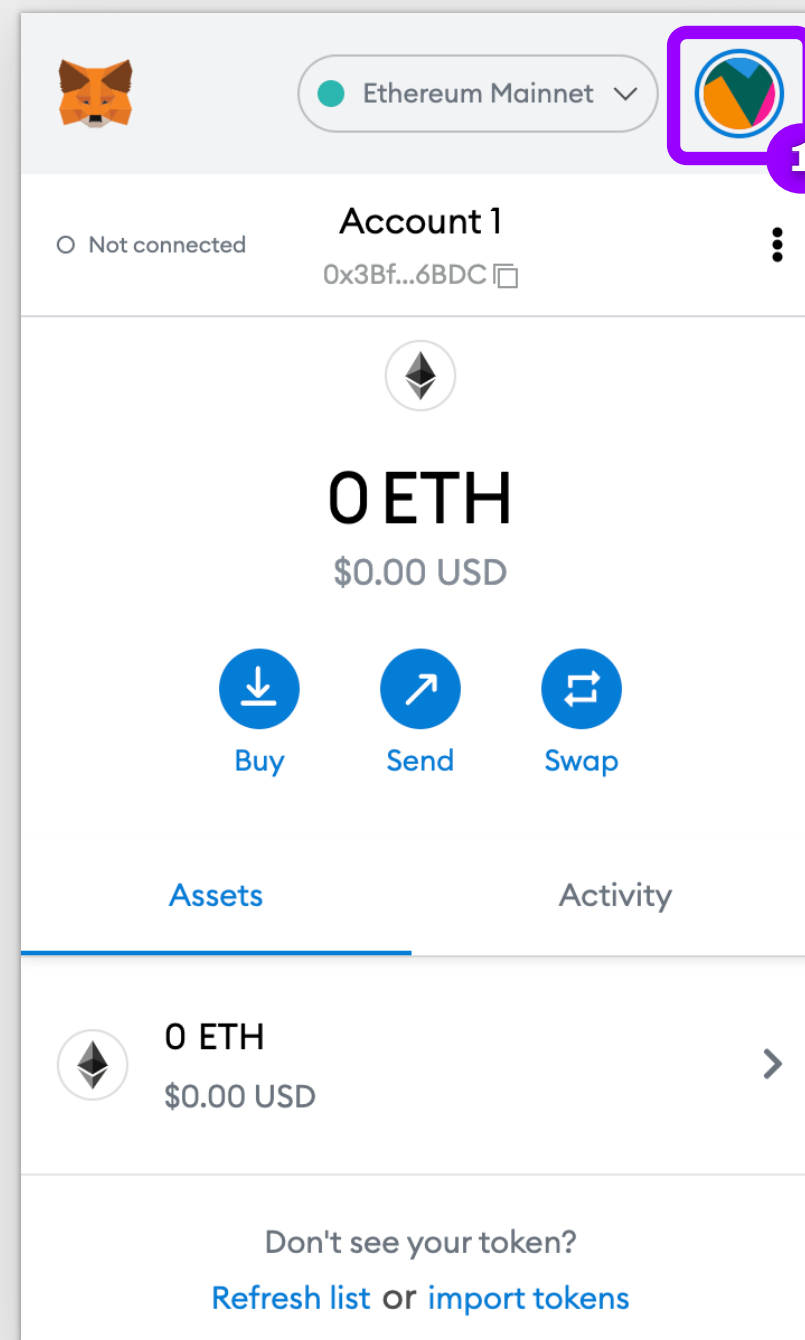 Ethereum Mainnet
1
Not connected
Account 1
0x3Bf...6BDC
0 ETH
$0.00 USD
Buy
Send
Swap
Assets
Activity
0 ETH
$0.00 USD
Don't see your token?
Refresh list or import tokens